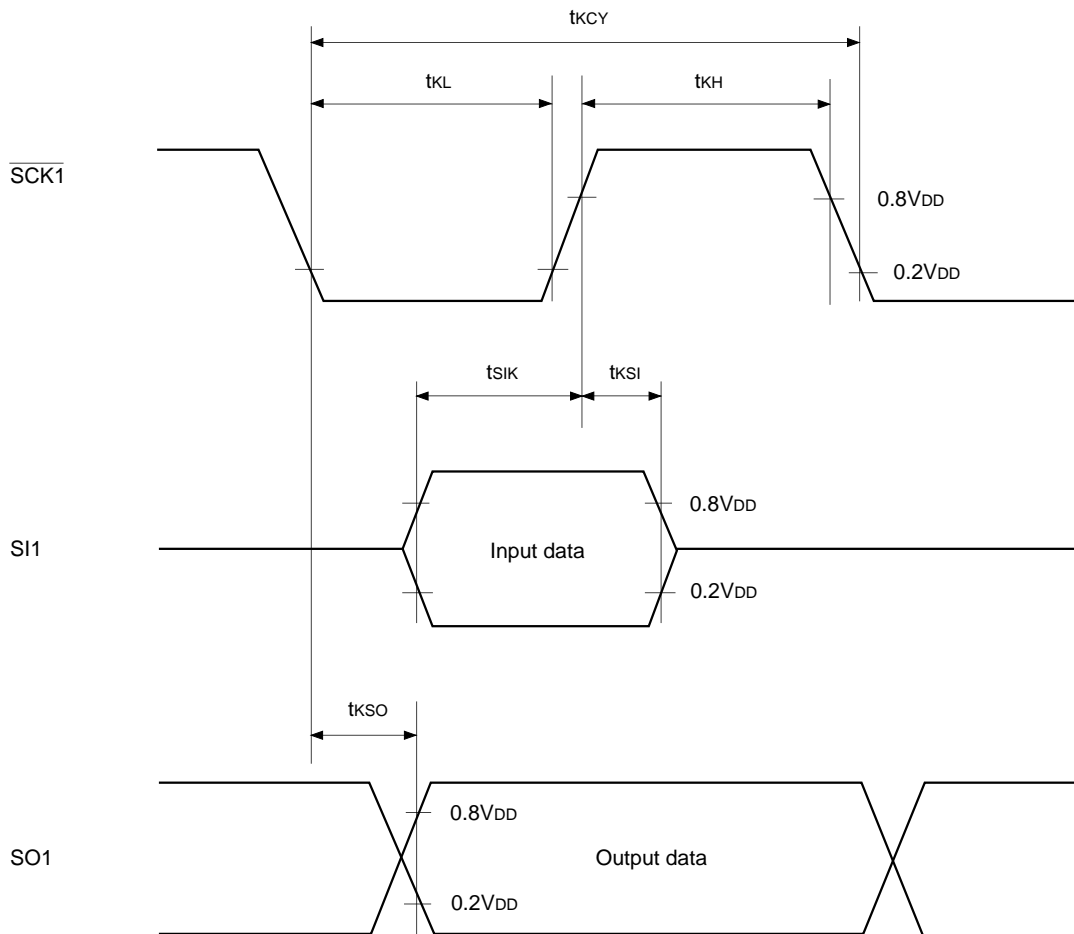 tKCY
tKL
tKH
SCK1
0.8VDD
0.2VDD
tSIK
tKSI
0.8VDD
SI1
Input data
0.2VDD
tKSO
0.8VDD
SO1
Output data
0.2VDD